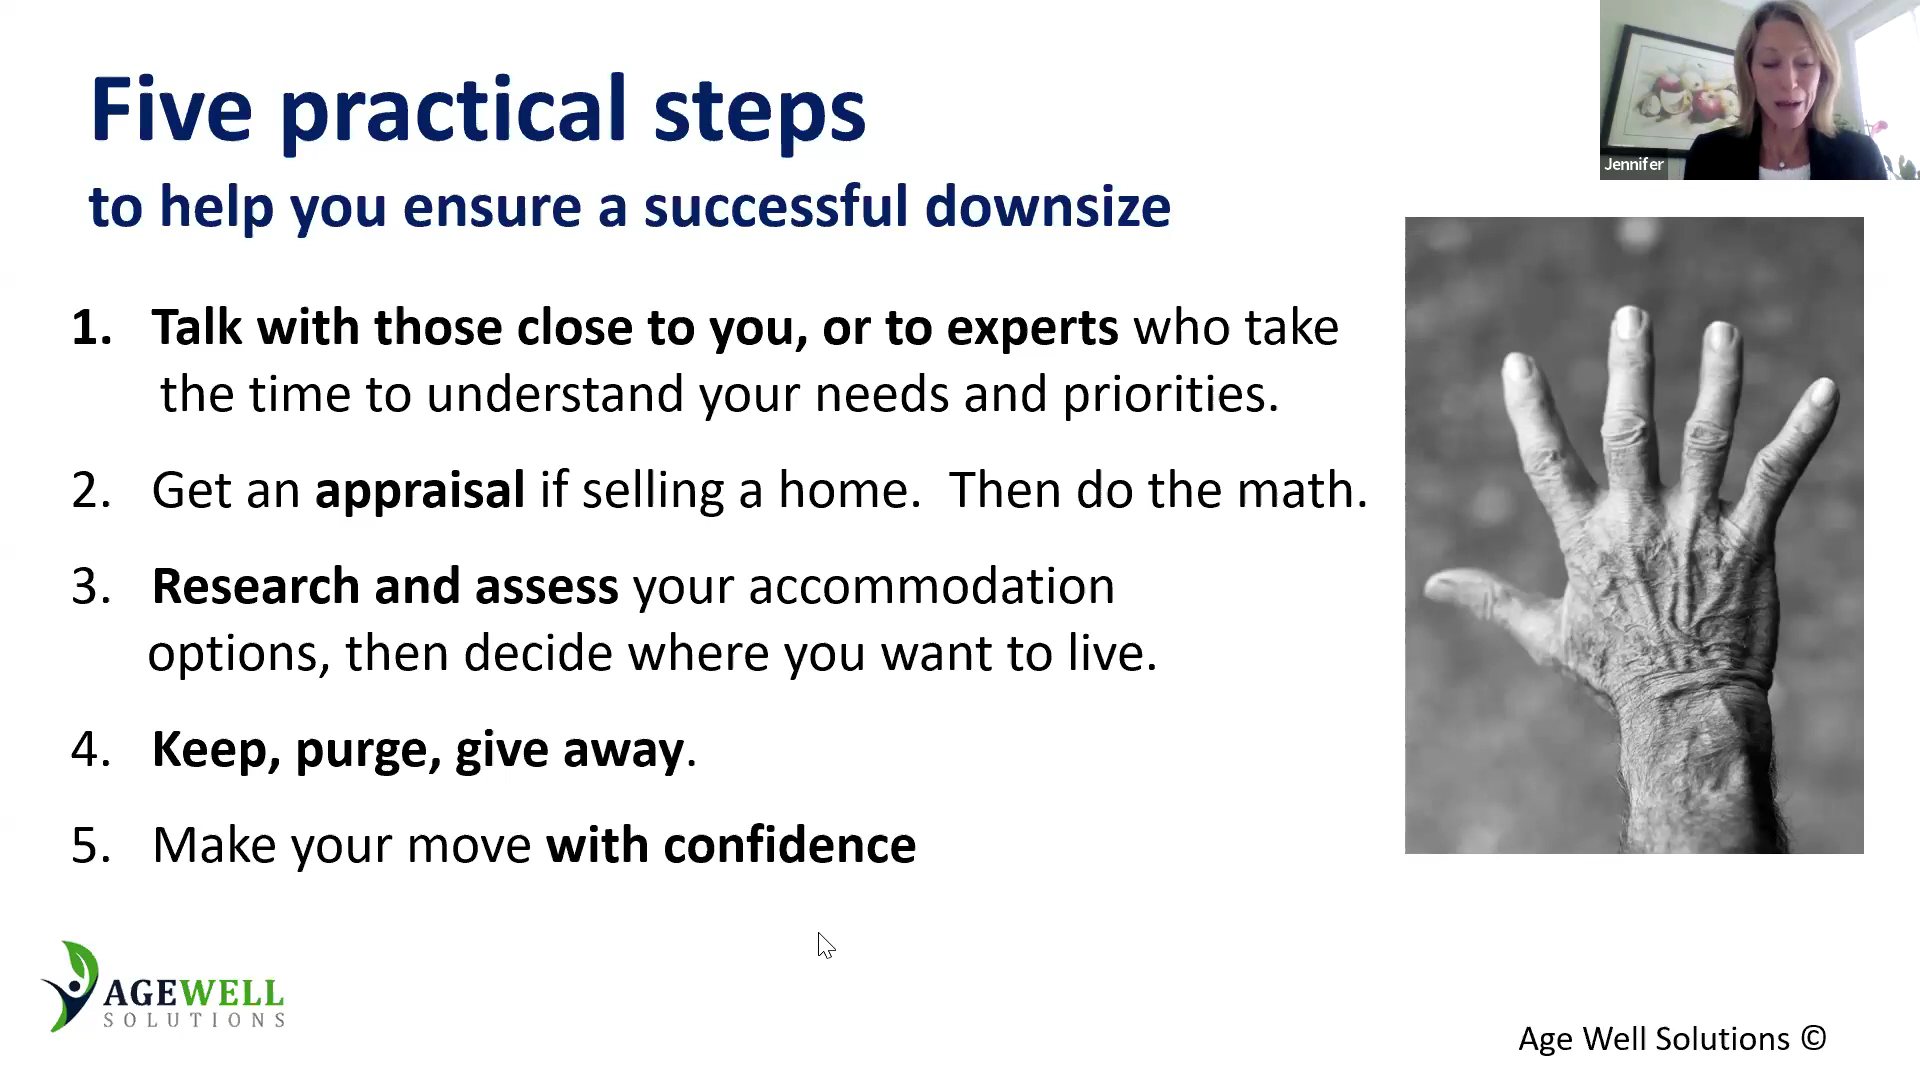 Five practical steps
to help you ensure a successful downsize
Jennifer
1. Talk with those close to you, or to experts who take
the time to understand your needs and priorities.
2. Get an appraisal if selling a home. Then do the math.
3. Research and assess your accommodation
options, then decide where you want to live.
4. Keep, purge, give away.
5. Make your move with confidence
AGEWELL
SOLUTIONS
Age Well Solutions ©